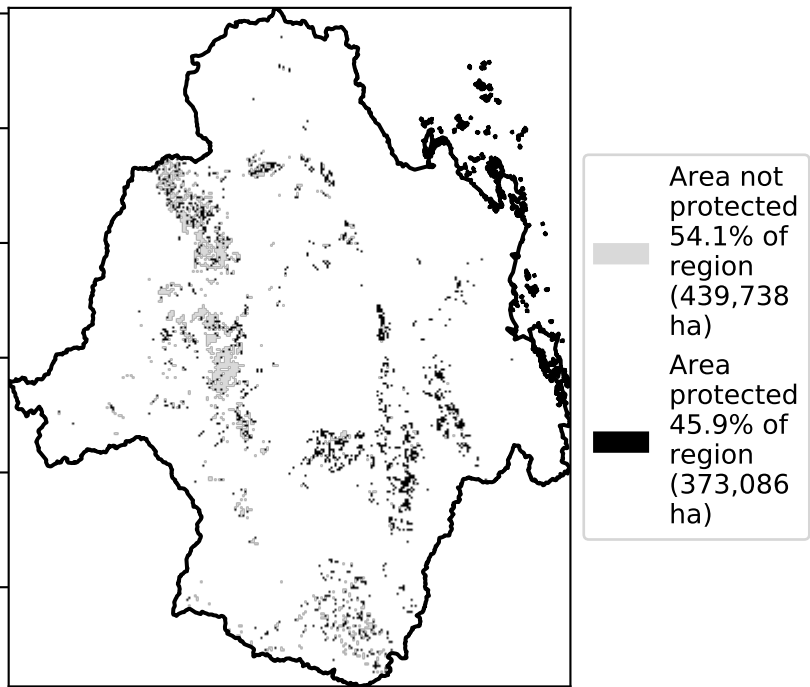 Area not
protected
54.1% of
region
(439,738
ha)
Area
protected
45.9% of
region
(373,086
ha)